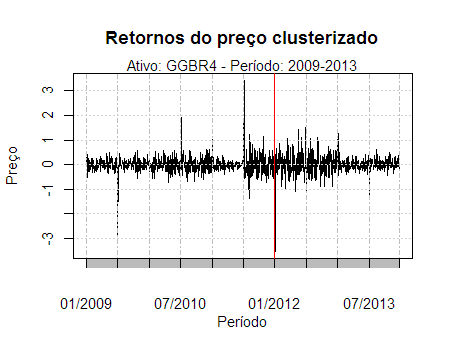 Retornos do preço clusterizado
Ativo: GGBR4 - Período: 2009-2013
Preço
3
2
1
0
-1
-3
01/2009 07/2010 01/2012 07/2013
Período